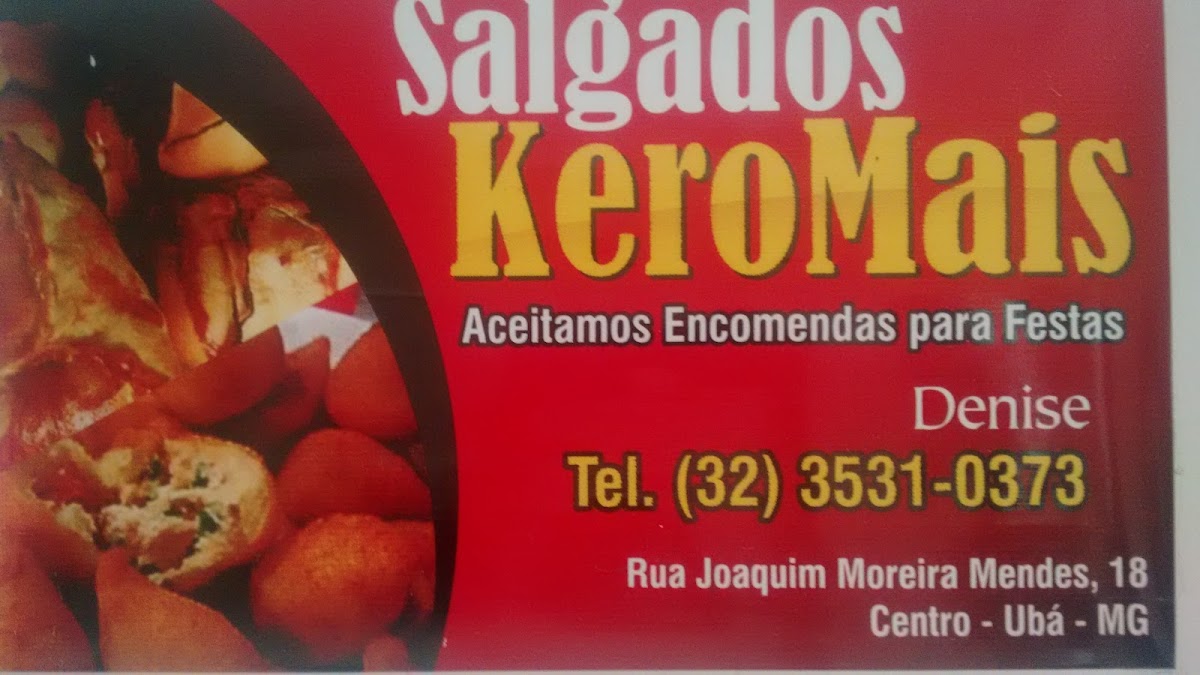 Salgados
KeroMais
Aceitamos Encomendas para Festas
Denise
Tel. (32) 3531-0373
Rua Joaquim Moreira Mendes, 18
Centro - Ubá - MG